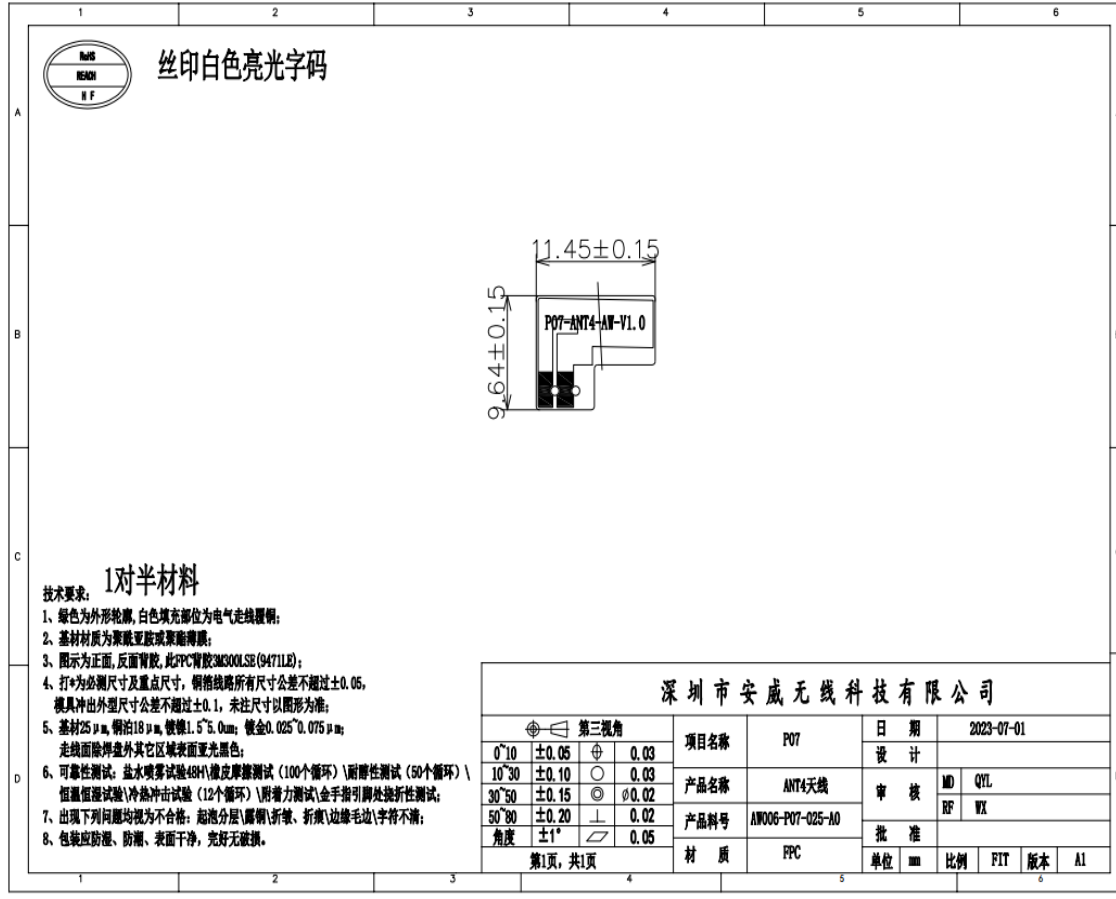 1 2 3 4 5 6
RoHS
REACH
H F
丝印白色亮光字码
A
B
C
D
11.45±0.15
9.64±0.15
P07-ANT4-AW-V1.0
1对半材料
技术要求:
1、绿色为外形轮廓,白色填充部位为电气走线覆铜;
2、基材材质为聚酰亚胺或聚酯薄膜;
3、图示为正面,反面背胶,此FPC背胶3M300LSE(9471LE);
4、打*为必测尺寸及重点尺寸, 铜箔线路所有尺寸公差不超过±0.05,
模具冲出外型尺寸公差不超过±0.1, 未注尺寸以图形为准;
5、基材25μm,铜泊18μm,镀镍1.5~5.0um; 镀金0.025~0.075μm;
走线面除焊盘外其它区域表面亚光黑色;
6、可靠性测试: 盐水喷雾试验48H\橡皮摩擦测试(100个循环)\耐醇性测试(50个循环)\
恒温恒湿试验\冷热冲击试验(12个循环)\附着力测试\金手指引脚处挠折性测试;
7、出现下列问题均视为不合格: 起泡分层\露铜\折皱、折痕\边缘毛边\字符不清;
8、包装应防湿、防潮、表面干净, 完好无破损。
深圳市安威无线科技有限公司
第三视角
0~10 ±0.05 0.03
10~30 ±0.10 0.03
30~50 ±0.15 ø0.02
50~80 ±0.20 0.02
角度 ±1° 0.05
第1页, 共1页
项目名称 P07
产品名称 ANT4天线
产品料号 AW006-P07-025-A0
材 质 FPC
日 期 2023-07-01
设 计
审 核 MD QYL
RF WX
批 准
单位 mm 比例 FIT 版本 A1
1 2 3 4 5 6